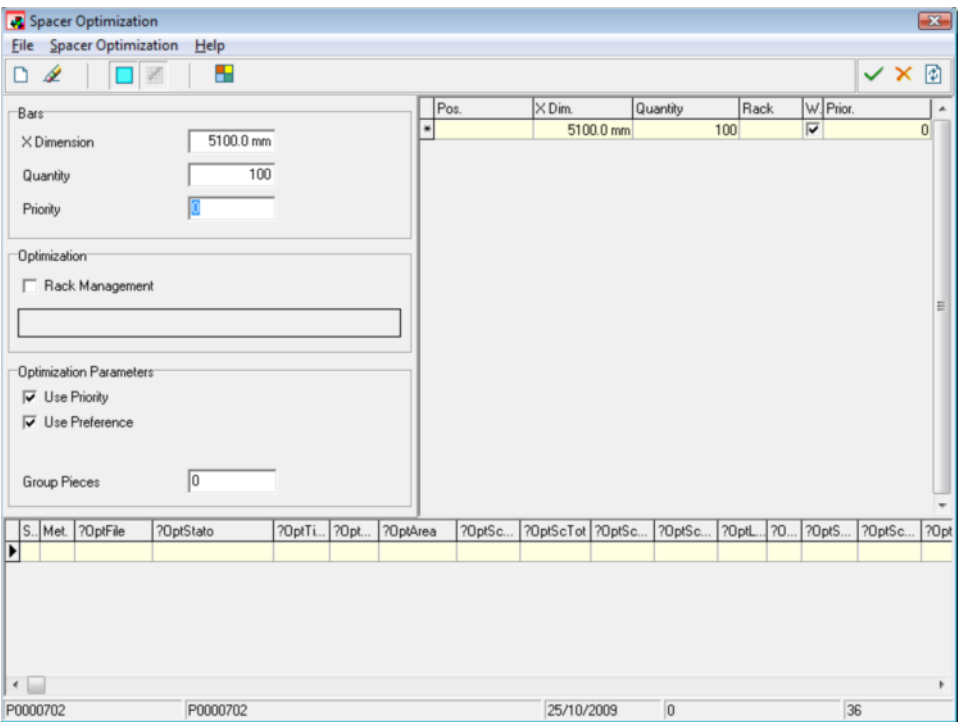 Spacer Optimization
File Spacer Optimization Help
Bars
X Dimension 5100.0 mm
Quantity 100
Priority 0
Pos. X Dim. Quantity Rack W. Prior.
* 5100.0 mm 100 0
Optimization
Rack Management
Optimization Parameters
Use Priority
Use Preference
Group Pieces 0
S... Met. ?OptFile ?OptStato ?OptTi... ?Opt... ?OptArea ?OptSc... ?OptScTot ?OptSc... ?OptSc... ?OptL... ?O... ?OptS... ?OptSc... ?Opt
P0000702 P0000702 25/10/2009 0 36